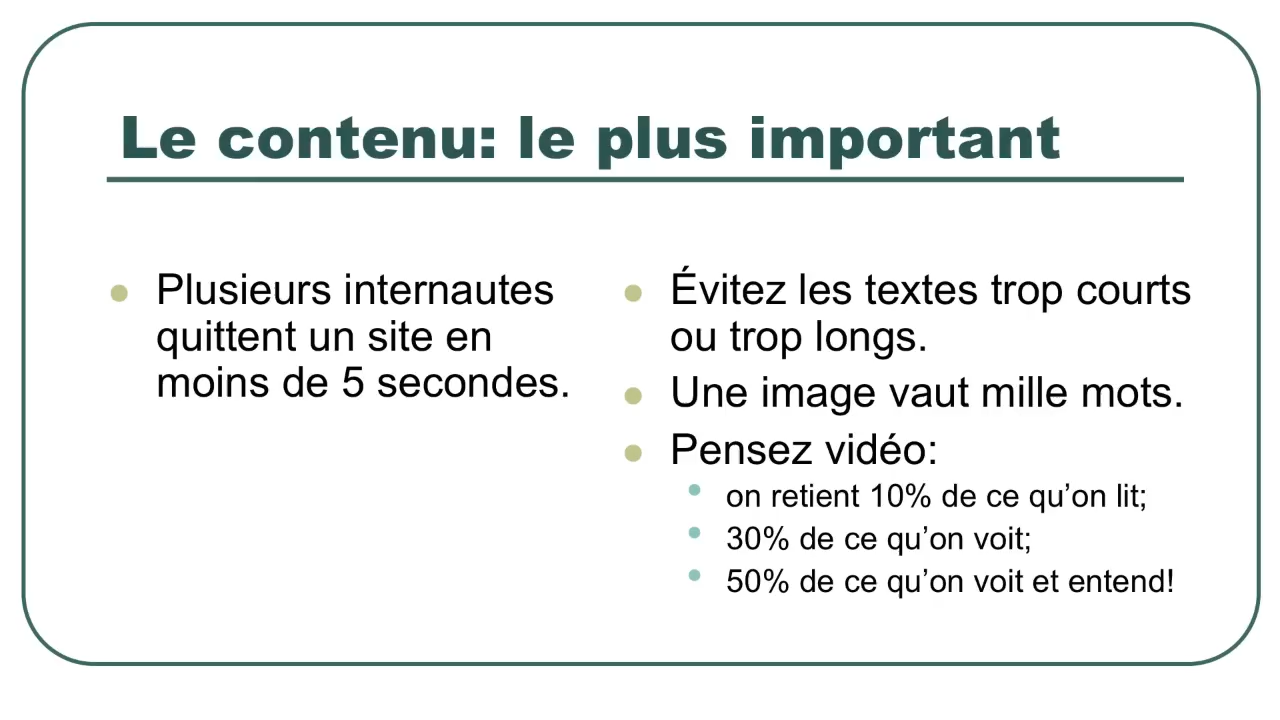 Le contenu: le plus important
Plusieurs internautes
quittent un site en
moins de 5 secondes.
Évitez les textes trop courts
ou trop longs.
Une image vaut mille mots.
Pensez vidéo:
on retient 10% de ce qu’on lit;
30% de ce qu’on voit;
50% de ce qu’on voit et entend!